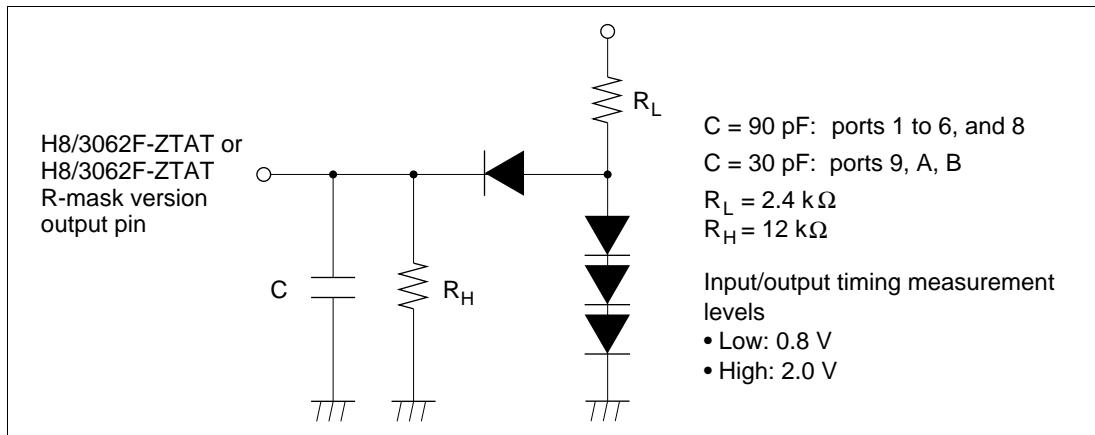 H8/3062F-ZTAT or
H8/3062F-ZTAT
R-mask version
output pin
C
R_H
R_L
C = 90 pF: ports 1 to 6, and 8
C = 30 pF: ports 9, A, B
R_L = 2.4 kΩ
R_H = 12 kΩ
Input/output timing measurement
levels
• Low: 0.8 V
• High: 2.0 V